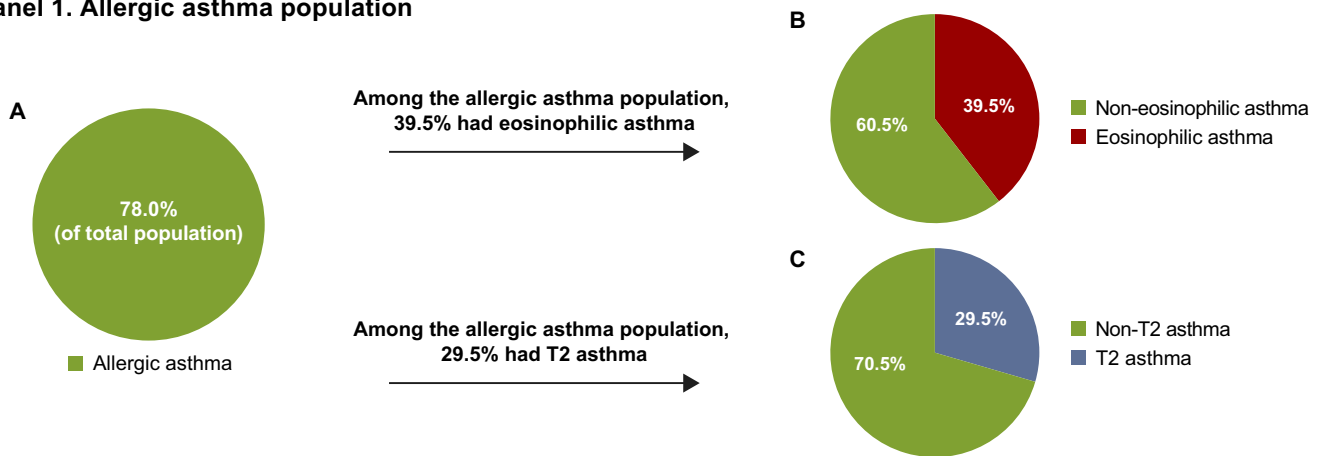 anel 1. Allergic asthma population
A
78.0%
(of total population)
Allergic asthma
Among the allergic asthma population,
39.5% had eosinophilic asthma
Among the allergic asthma population,
29.5% had T2 asthma
B
60.5%
39.5%
Non-eosinophilic asthma
Eosinophilic asthma
C
70.5%
29.5%
Non-T2 asthma
T2 asthma